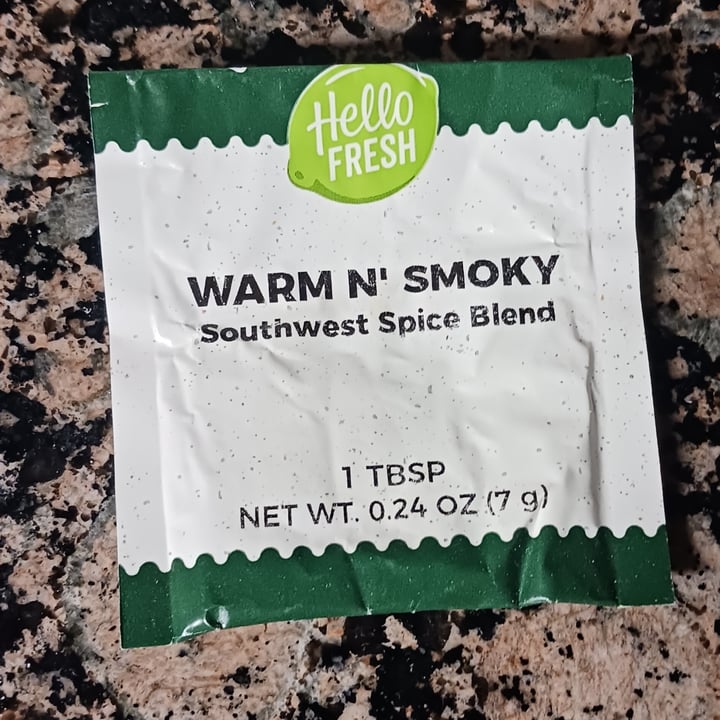 Hello
FRESH
WARM N' SMOKY
Southwest Spice Blend
1 TBSP
NET WT. 0.24 OZ (7 g)